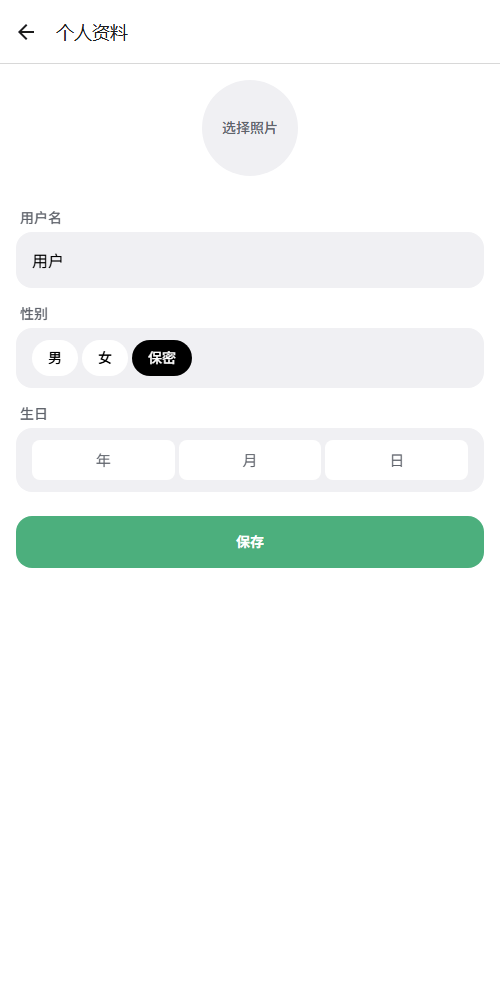 个人资料
选择照片
用户名
用户
性别
男 女 保密
生日
年 月 日
保存